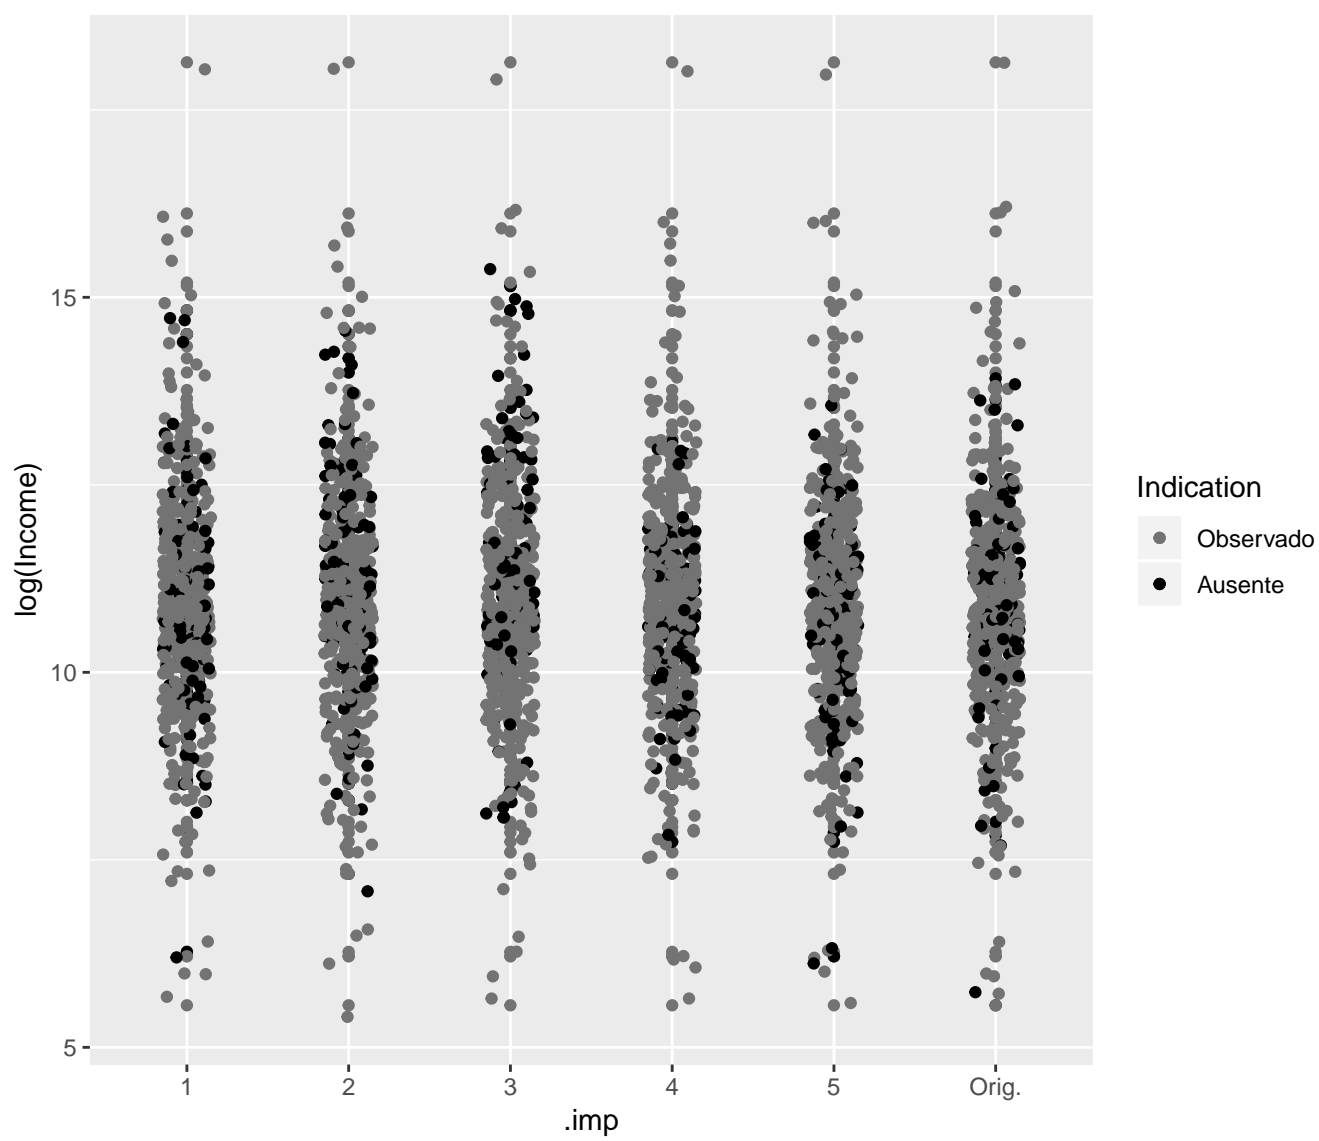 log(Income)
15
10
5
1 2 3 4 5 Orig.
.imp
Indication
Observado
Ausente